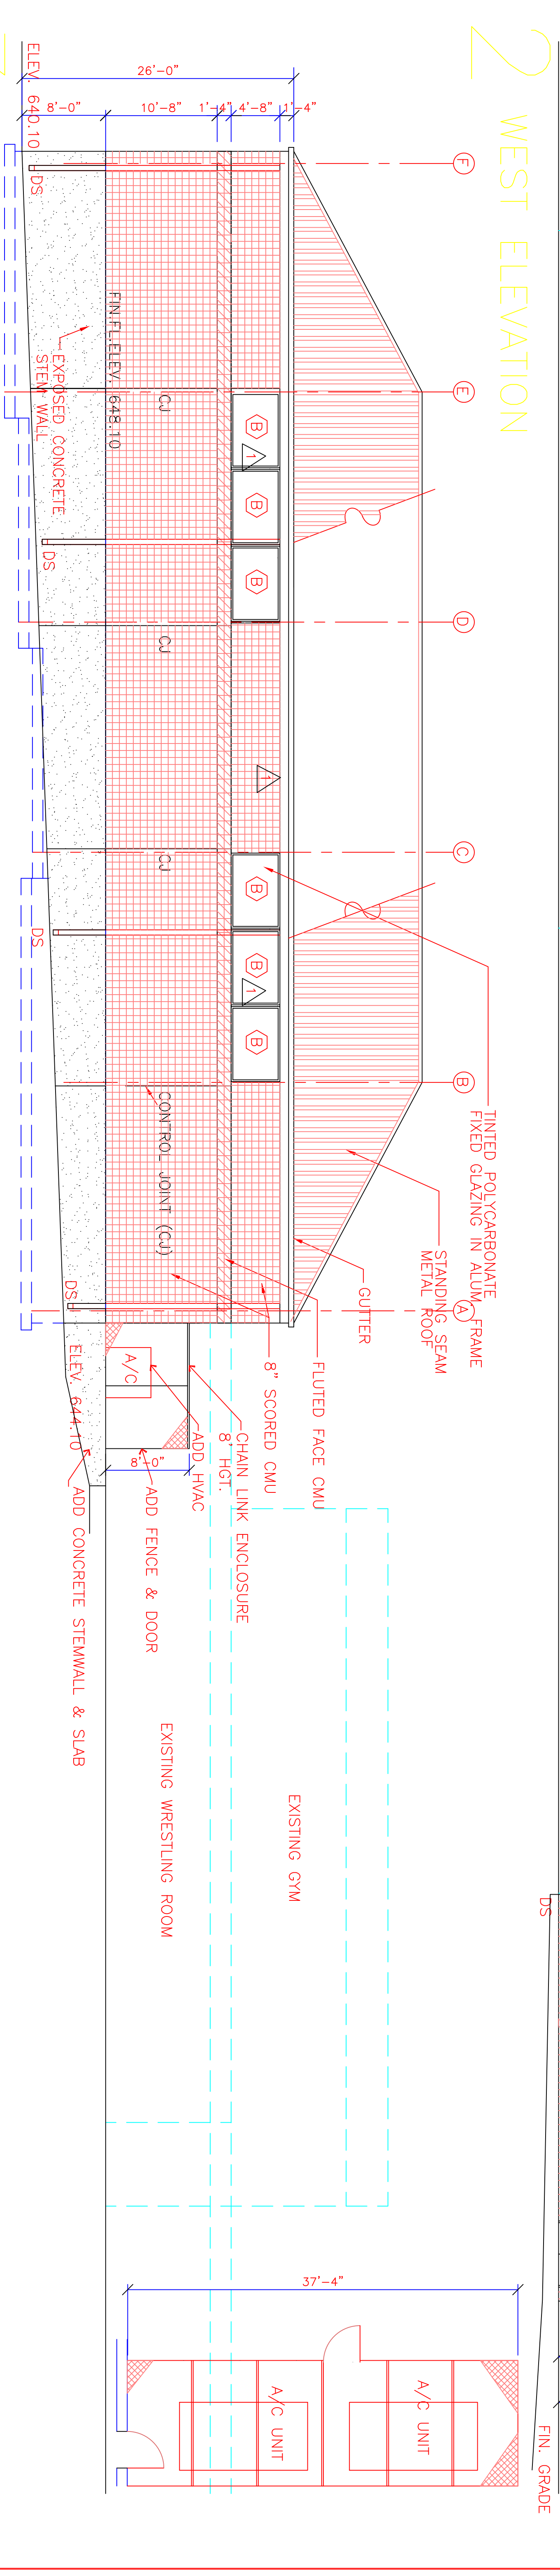 2 WEST ELEVATION
F
E
D
C
B
A
TINTED POLYCARBONATE
FIXED GLAZING IN ALUM. FRAME
STANDING SEAM
METAL ROOF
GUTTER
FLUTED FACE CMU
8" SCORED CMU
CHAIN LINK ENCLOSURE
8' HGT.
ADD HVAC
ADD FENCE & DOOR
ADD CONCRETE STEMWALL & SLAB
26'-0"
1'-4"
4'-8"
1'-4"
10'-8"
8'-0"
ELEV. 640.10
DS
B
B
B
B
B
B
1
1
1
CJ
CJ
CJ
CONTROL JOINT (CJ)
FIN.FL.ELEV. 648.10
EXPOSED CONCRETE
STEM WALL
DS
DS
DS
A/C
8'-0"
ELEV. 644.10
EXISTING GYM
EXISTING WRESTLING ROOM
37'-4"
A/C UNIT
A/C UNIT
DS
FIN. GRADE